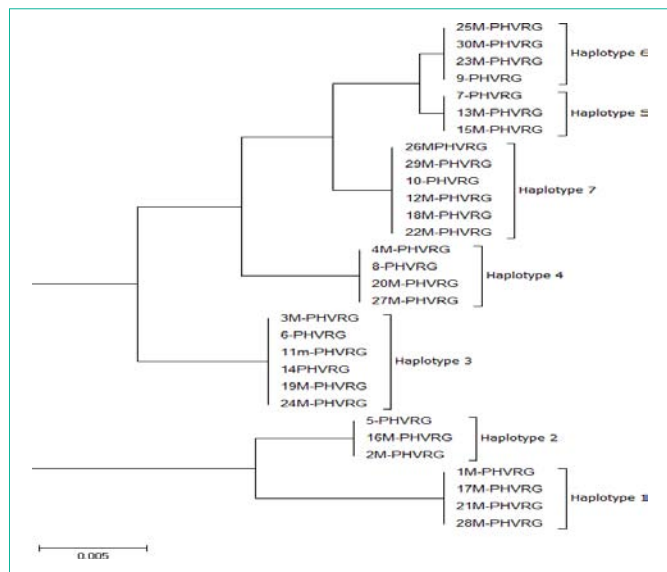 25M-PHVRG
30M-PHVRG
23M-PHVRG
9-PHVRG
Haplotype 6
7-PHVRG
13M-PHVRG
15M-PHVRG
Haplotype 5
26MPHVRG
29M-PHVRG
10-PHVRG
12M-PHVRG
18M-PHVRG
22M-PHVRG
Haplotype 7
4M-PHVRG
8-PHVRG
20M-PHVRG
27M-PHVRG
Haplotype 4
3M-PHVRG
6-PHVRG
11m-PHVRG
14PHVRG
19M-PHVRG
24M-PHVRG
Haplotype 3
5-PHVRG
16M-PHVRG
2M-PHVRG
Haplotype 2
1M-PHVRG
17M-PHVRG
21M-PHVRG
28M-PHVRG
Haplotype 1
0.005